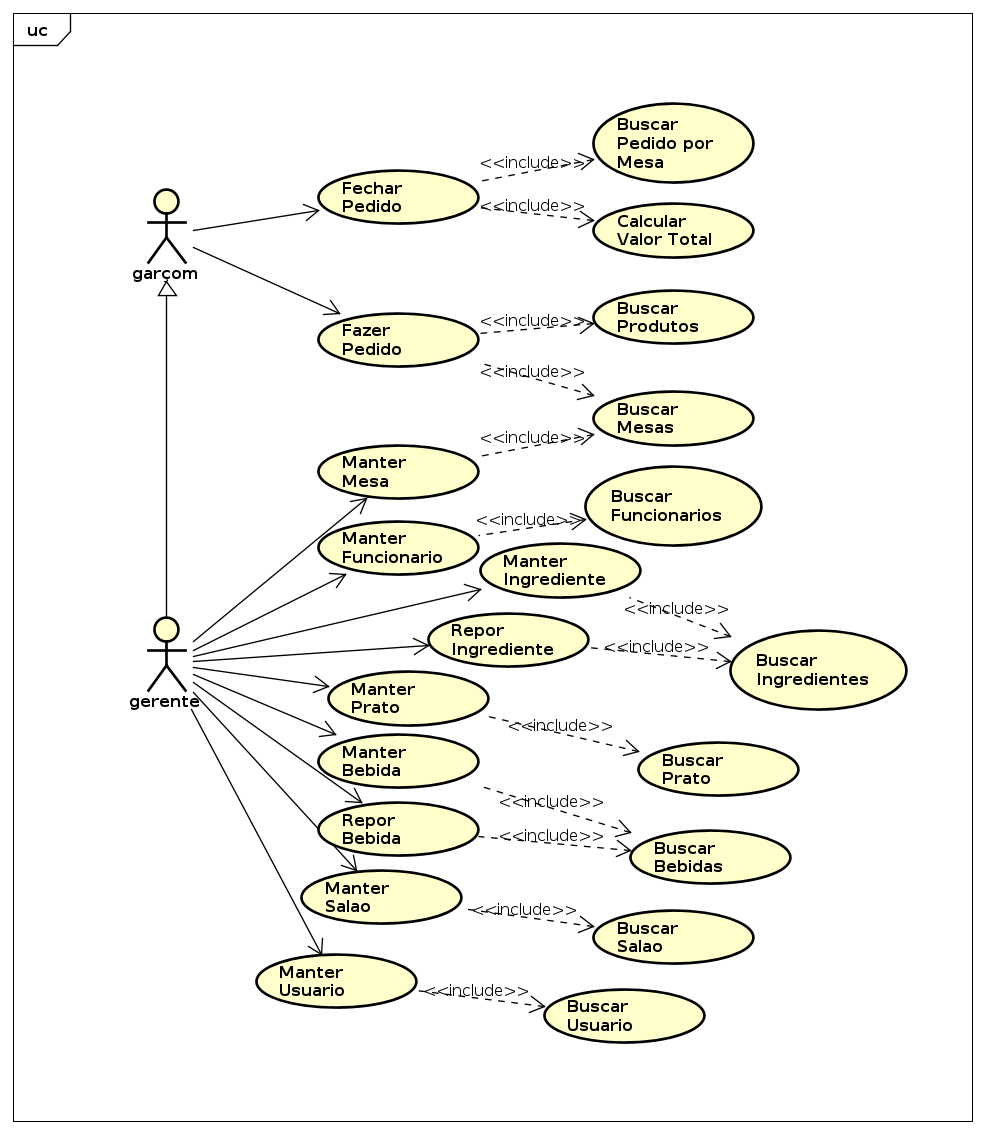 uc
Buscar
Pedido por
Mesa
<<include>>
Fechar
Pedido
<<include>>
Calcular
Valor Total
garçom
Buscar
Produtos
<<include>>
Fazer
Pedido
<<include>>
Buscar
Mesas
<<include>>
Manter
Mesa
Buscar
Funcionarios
<<include>>
Manter
Funcionario
Manter
Ingrediente
<<include>>
Repor
Ingrediente
<<include>>
Buscar
Ingredientes
gerente
Manter
Prato
<<include>>
Buscar
Prato
Manter
Bebida
<<include>>
Repor
Bebida
<<include>>
Buscar
Bebidas
Manter
Salao
<<include>>
Buscar
Salao
Manter
Usuario
<<include>>
Buscar
Usuario